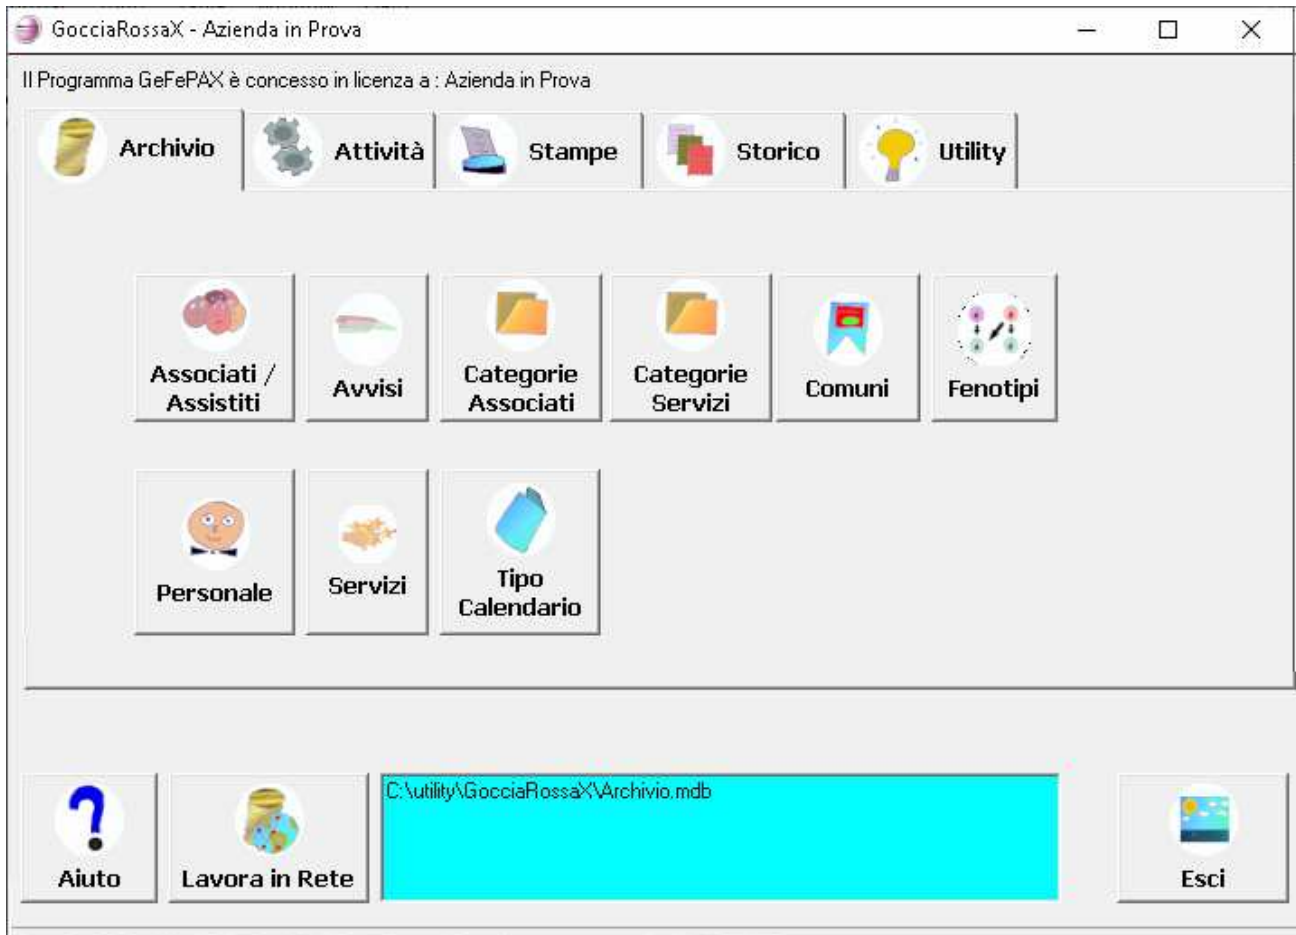 GocciaRossaX - Azienda in Prova
Il Programma GeFePAX è concesso in licenza a : Azienda in Prova
Archivio
Attività
Stampe
Storico
Utility
Associati /
Assistiti
Avvisi
Categorie
Associati
Categorie
Servizi
Comuni
Fenotipi
Personale
Servizi
Tipo
Calendario
C:\utility\GocciaRossaX\Archivio.mdb
Aiuto
Lavora in Rete
Esci